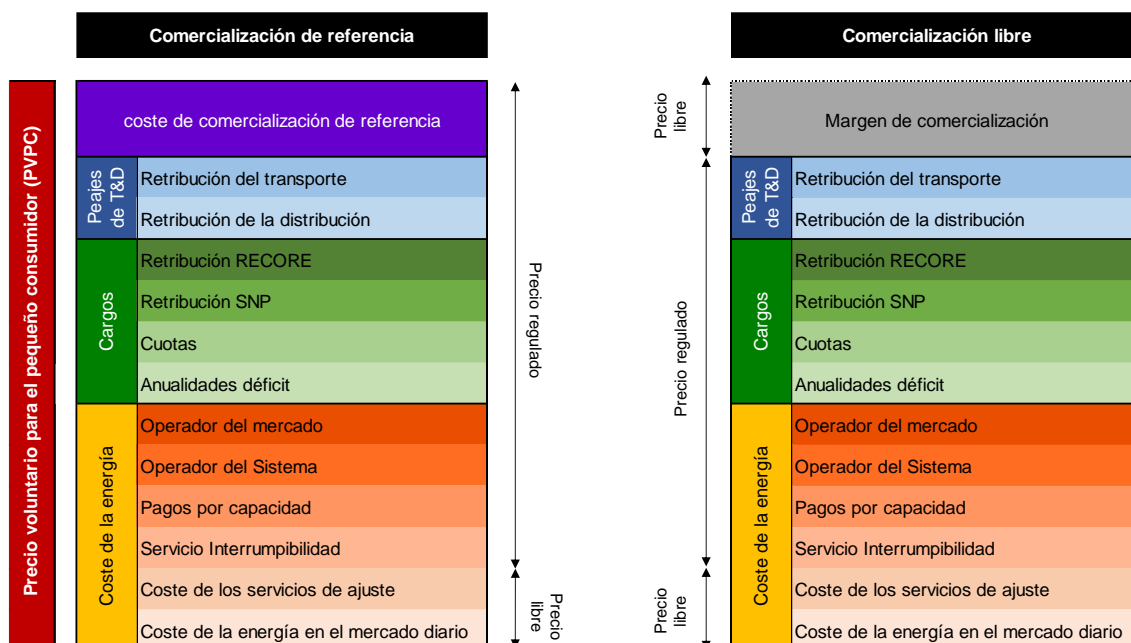 Comercialización de referencia
Precio voluntario para el pequeño consumidor (PVPC)
coste de comercialización de referencia
Peajes
de T&D
Retribución del transporte
Retribución de la distribución
Cargos
Retribución RECORE
Retribución SNP
Cuotas
Anualidades déficit
Coste de la energía
Operador del mercado
Operador del Sistema
Pagos por capacidad
Servicio Interrumpibilidad
Coste de los servicios de ajuste
Coste de la energía en el mercado diario
Precio regulado
Precio
libre
Comercialización libre
Precio
libre
Precio regulado
Precio
libre
Margen de comercialización
Peajes
de T&D
Retribución del transporte
Retribución de la distribución
Cargos
Retribución RECORE
Retribución SNP
Cuotas
Anualidades déficit
Coste de la energía
Operador del mercado
Operador del Sistema
Pagos por capacidad
Servicio Interrumpibilidad
Coste de los servicios de ajuste
Coste de la energía en el mercado diario